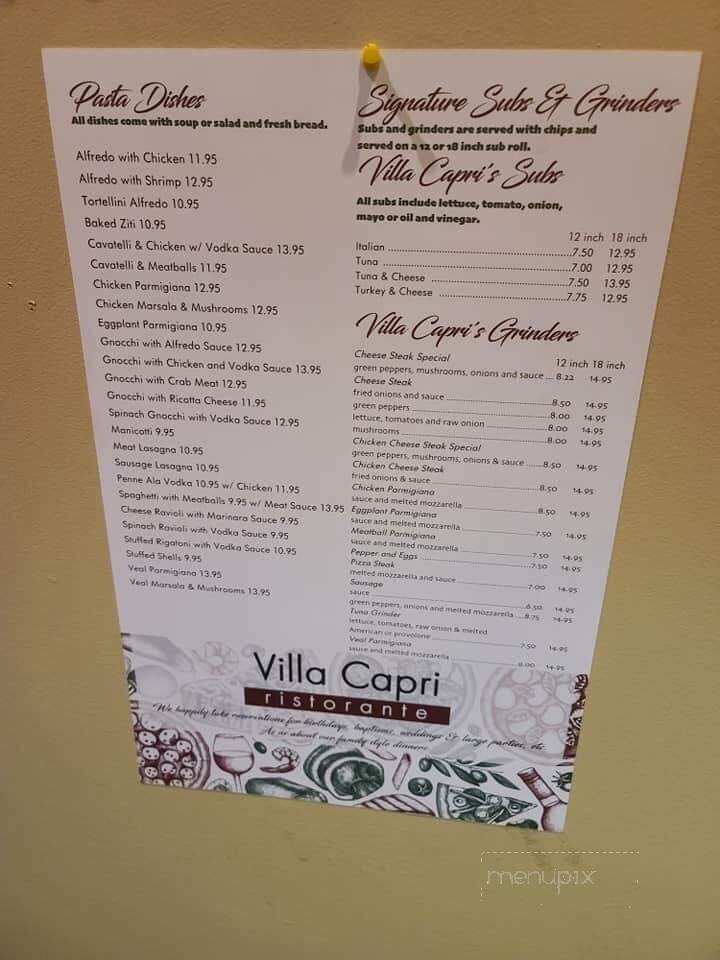 Pasta Dishes
All dishes come with soup or salad and fresh bread.
Alfredo with Chicken 11.95
Alfredo with Shrimp 12.95
Tortellini Alfredo 10.95
Baked Ziti 10.95
Cavatelli & Chicken w/ Vodka Sauce 13.95
Cavatelli & Meatballs 11.95
Chicken Parmigiana 12.95
Chicken Marsala & Mushrooms 12.95
Eggplant Parmigiana 10.95
Gnocchi with Alfredo Sauce 12.95
Gnocchi with Chicken and Vodka Sauce 13.95
Gnocchi with Crab Meat 12.95
Gnocchi with Ricotta Cheese 11.95
Spinach Gnocchi with Vodka Sauce 12.95
Manicotti 9.95
Meat Lasagna 10.95
Sausage Lasagna 10.95
Penne Ala Vodka 10.95 w/ Chicken 11.95
Spaghetti with Meatballs 9.95 w/ Meat Sauce 13.95
Cheese Ravioli with Marinara Sauce 9.95
Spinach Ravioli with Vodka Sauce 9.95
Stuffed Rigatoni with Vodka Sauce 10.95
Stuffed Shells 9.95
Veal Parmigiana 13.95
Veal Marsala & Mushrooms 13.95
Signature Subs & Grinders
Subs and grinders are served with chips and
served on a 12 or 18 inch sub roll.
Villa Capri's Subs
All subs include lettuce, tomato, onion,
mayo or oil and vinegar.
12 inch 18 inch
Italian 7.50 12.95
Tuna 7.00 12.95
Tuna & Cheese 7.50 13.95
Turkey & Cheese 7.75 12.95
Villa Capri's Grinders
12 inch 18 inch
Cheese Steak Special
green peppers, mushrooms, onions and sauce ... 8.22 14.95
Cheese Steak
fried onions and sauce 8.50 14.95
green peppers 8.00 14.95
lettuce, tomatoes and raw onion 8.00 14.95
mushrooms 8.00 14.95
Chicken Cheese Steak Special
green peppers, mushrooms, onions & sauce 8.50 14.95
Chicken Cheese Steak
fried onions & sauce 8.50 14.95
Chicken Parmigiana
sauce and melted mozzarella 8.50 14.95
Eggplant Parmigiana
sauce and melted mozzarella 7.50 14.95
Meatball Parmigiana
sauce and melted mozzarella 7.50 14.95
Pepper and Eggs 7.50 14.95
Pizza Steak
melted mozzarella and sauce 7.00 14.95
Sausage
sauce 6.50 14.95
green peppers, onions and melted mozzarella 8.75 14.95
Tuna Grinder
lettuce, tomatoes, raw onion & melted
American or provolone 7.50 14.95
Veal Parmigiana
sauce and melted mozzarella 8.00 14.95
Villa Capri
ristorante
We happily take reservations for birthdays, baptisms, weddings & large parties, etc.
As us about our family style dinners
menupix